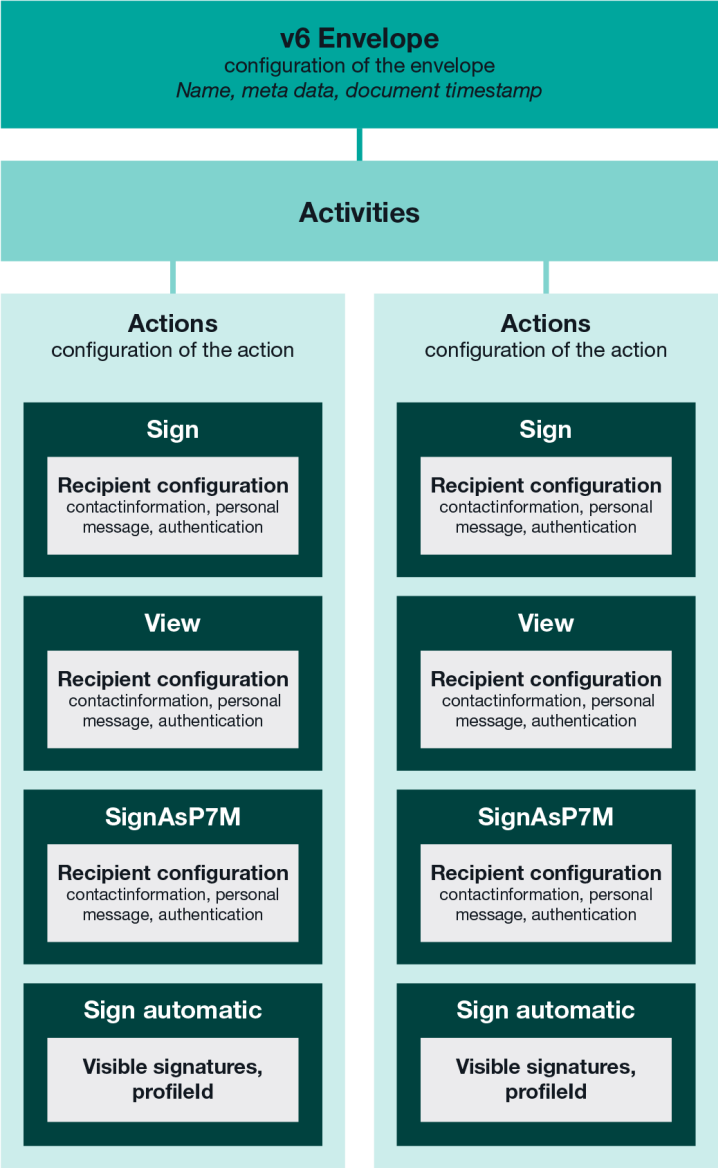 v6 Envelope
configuration of the envelope
Name, meta data, document timestamp
Activities
Actions
configuration of the action
Sign
Recipient configuration
contactinformation, personal
message, authentication
View
Recipient configuration
contactinformation, personal
message, authentication
SignAsP7M
Recipient configuration
contactinformation, personal
message, authentication
Sign automatic
Visible signatures,
profileId
Actions
configuration of the action
Sign
Recipient configuration
contactinformation, personal
message, authentication
View
Recipient configuration
contactinformation, personal
message, authentication
SignAsP7M
Recipient configuration
contactinformation, personal
message, authentication
Sign automatic
Visible signatures,
profileId